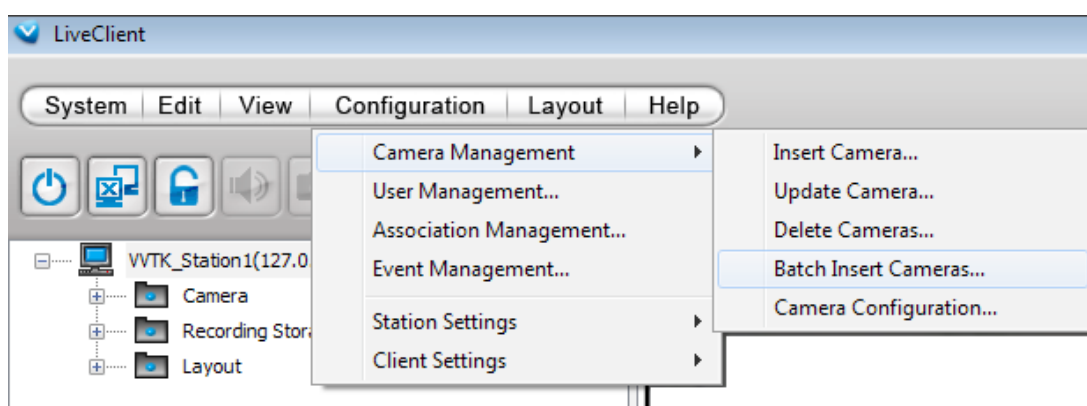 LiveClient
System Edit View Configuration Layout Help
Camera Management
User Management...
Association Management...
Event Management...
Station Settings
Client Settings
Insert Camera...
Update Camera...
Delete Cameras...
Batch Insert Cameras...
Camera Configuration...
VVTK_Station1(127.0.
Camera
Recording Stor
Layout